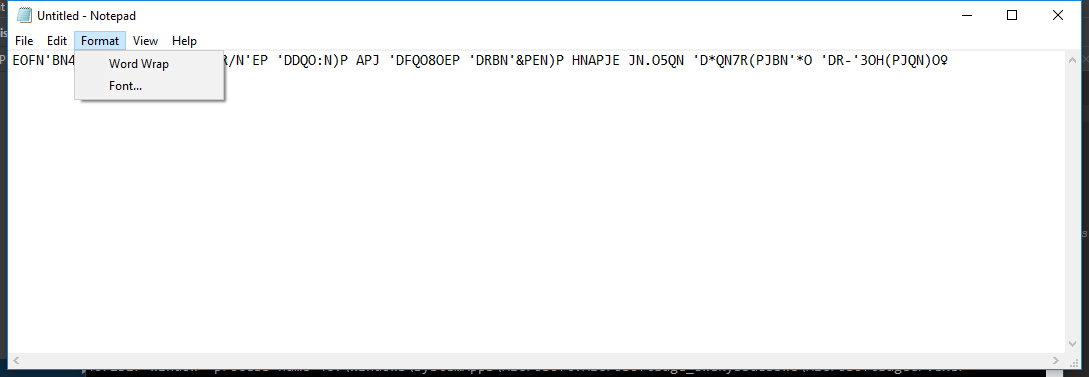 Untitled - Notepad
File Edit Format View Help
EOFN'BN4 R/N'EP 'DDQO:N)P APJ 'DFQO8OEP 'DRBN'&PEN)P HNAPJE JN.O5QN 'D*QN7R(PJBN'*O 'DR-'3OH(PJQN)O♀
Word Wrap
Font...